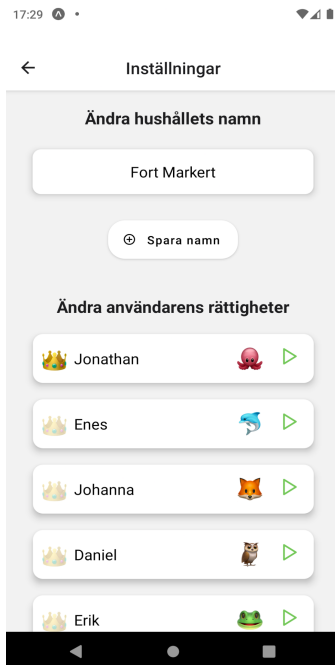 17:29
Inställningar
Ändra hushållets namn
Fort Markert
Spara namn
Ändra användarens rättigheter
Jonathan
Enes
Johanna
Daniel
Erik